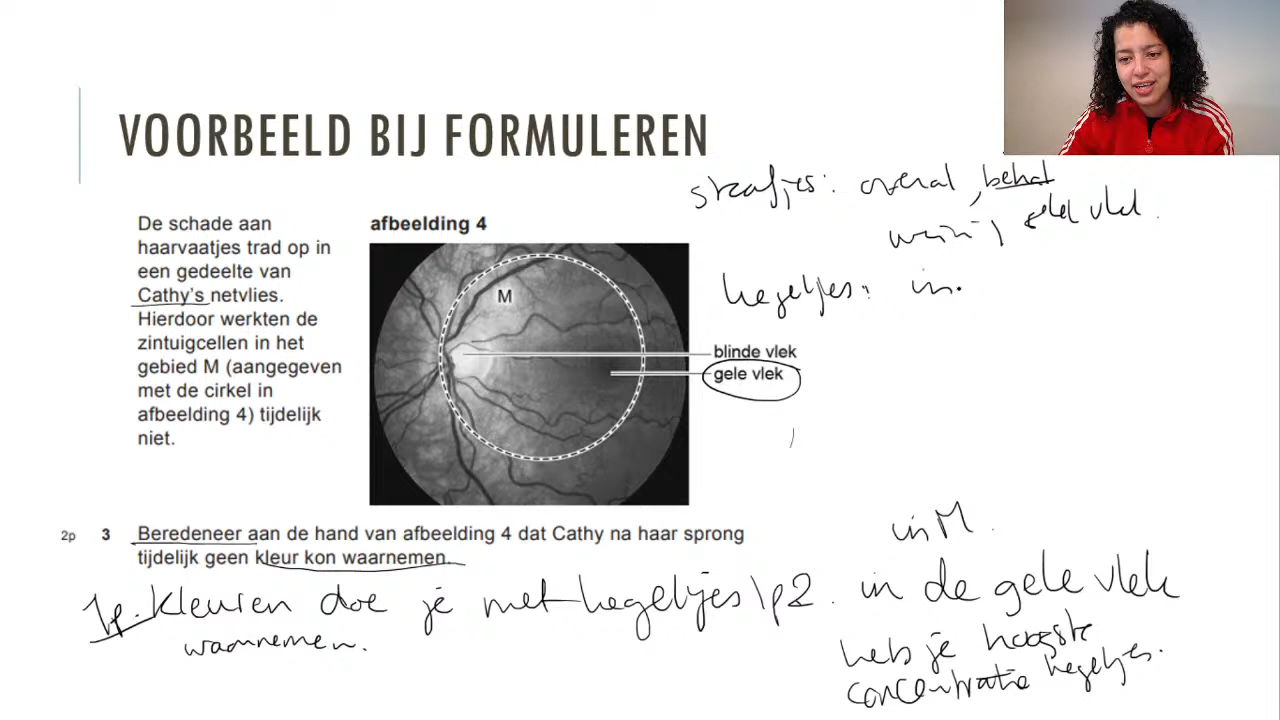 VOORBEELD BIJ FORMULEREN
staafjes: overal, behal
weinig gele vlek.
kegeltjes: in.
De schade aan
haarvaatjes trad op in
een gedeelte van
Cathy's netvlies.
Hierdoor werkten de
zintuigcellen in het
gebied M (aangegeven
met de cirkel in
afbeelding 4) tijdelijk
niet.
afbeelding 4
M
blinde vlek
gele vlek
2p 3 Beredeneer aan de hand van afbeelding 4 dat Cathy na haar sprong
tijdelijk geen kleur kon waarnemen.
1p. Kleuren doe je met kegeltjes \ p2. in de gele vlek
waarnemen.
in M.
heb je hoogste
concentratie kegeltjes.